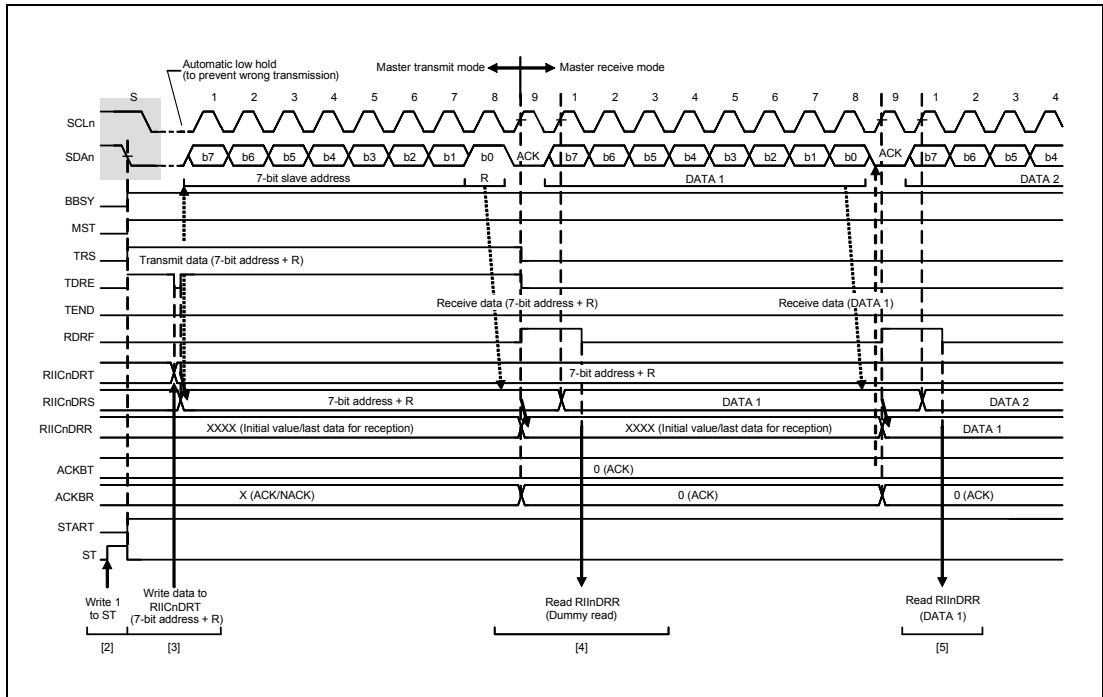 Automatic low hold
(to prevent wrong transmission)
Master transmit mode
Master receive mode
S 1 2 3 4 5 6 7 8 9 1 2 3 4 5 6 7 8 9 1 2 3 4
SCLn
SDAn b7 b6 b5 b4 b3 b2 b1 b0 ACK b7 b6 b5 b4 b3 b2 b1 b0 ACK b7 b6 b5 b4
7-bit slave address R DATA 1 DATA 2
BBSY
MST
TRS
Transmit data (7-bit address + R)
TDRE
Receive data (7-bit address + R) Receive data (DATA 1)
TEND
RDRF
RIICnDRT 7-bit address + R
RIICnDRS 7-bit address + R DATA 1 DATA 2
RIICnDRR XXXX (Initial value/last data for reception) XXXX (Initial value/last data for reception) DATA 1
ACKBT 0 (ACK)
ACKBR X (ACK/NACK) 0 (ACK) 0 (ACK)
START
ST
Write 1
to ST
Write data to
RIICnDRT
(7-bit address + R)
Read RIInDRR
(Dummy read)
Read RIInDRR
(DATA 1)
[2] [3] [4] [5]